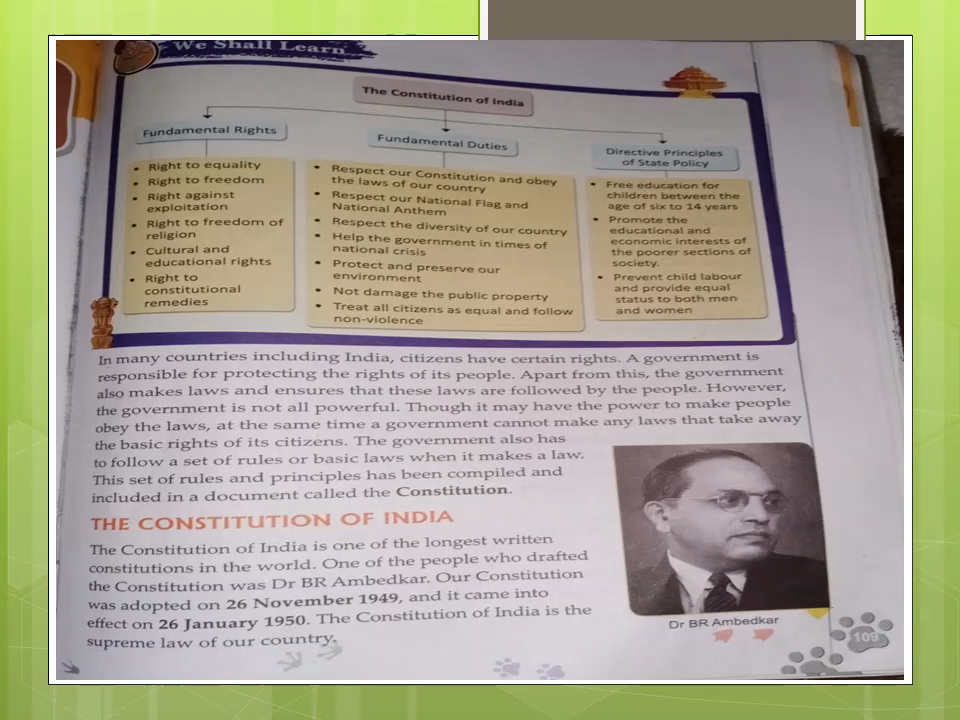 We Shall Learn
The Constitution of India
Fundamental Rights
• Right to equality
• Right to freedom
• Right against
exploitation
• Right to freedom of
religion
• Cultural and
educational rights
• Right to
constitutional
remedies
Fundamental Duties
• Respect our Constitution and obey
the laws of our country
• Respect our National Flag and
National Anthem
• Respect the diversity of our country
• Help the government in times of
national crisis
• Protect and preserve our
environment
• Not damage the public property
• Treat all citizens as equal and follow
non-violence
Directive Principles
of State Policy
• Free education for
children between the
age of six to 14 years
• Promote the
educational and
economic interests of
the poorer sections of
society.
• Prevent child labour
and provide equal
status to both men
and women
In many countries including India, citizens have certain rights. A government is
responsible for protecting the rights of its people. Apart from this, the government
also makes laws and ensures that these laws are followed by the people. However,
the government is not all powerful. Though it may have the power to make people
obey the laws, at the same time a government cannot make any laws that take away
the basic rights of its citizens. The government also has
to follow a set of rules or basic laws when it makes a law.
This set of rules and principles has been compiled and
included in a document called the Constitution.
THE CONSTITUTION OF INDIA
The Constitution of India is one of the longest written
constitutions in the world. One of the people who drafted
the Constitution was Dr BR Ambedkar. Our Constitution
was adopted on 26 November 1949, and it came into
effect on 26 January 1950. The Constitution of India is the
supreme law of our country.
Dr BR Ambedkar
109